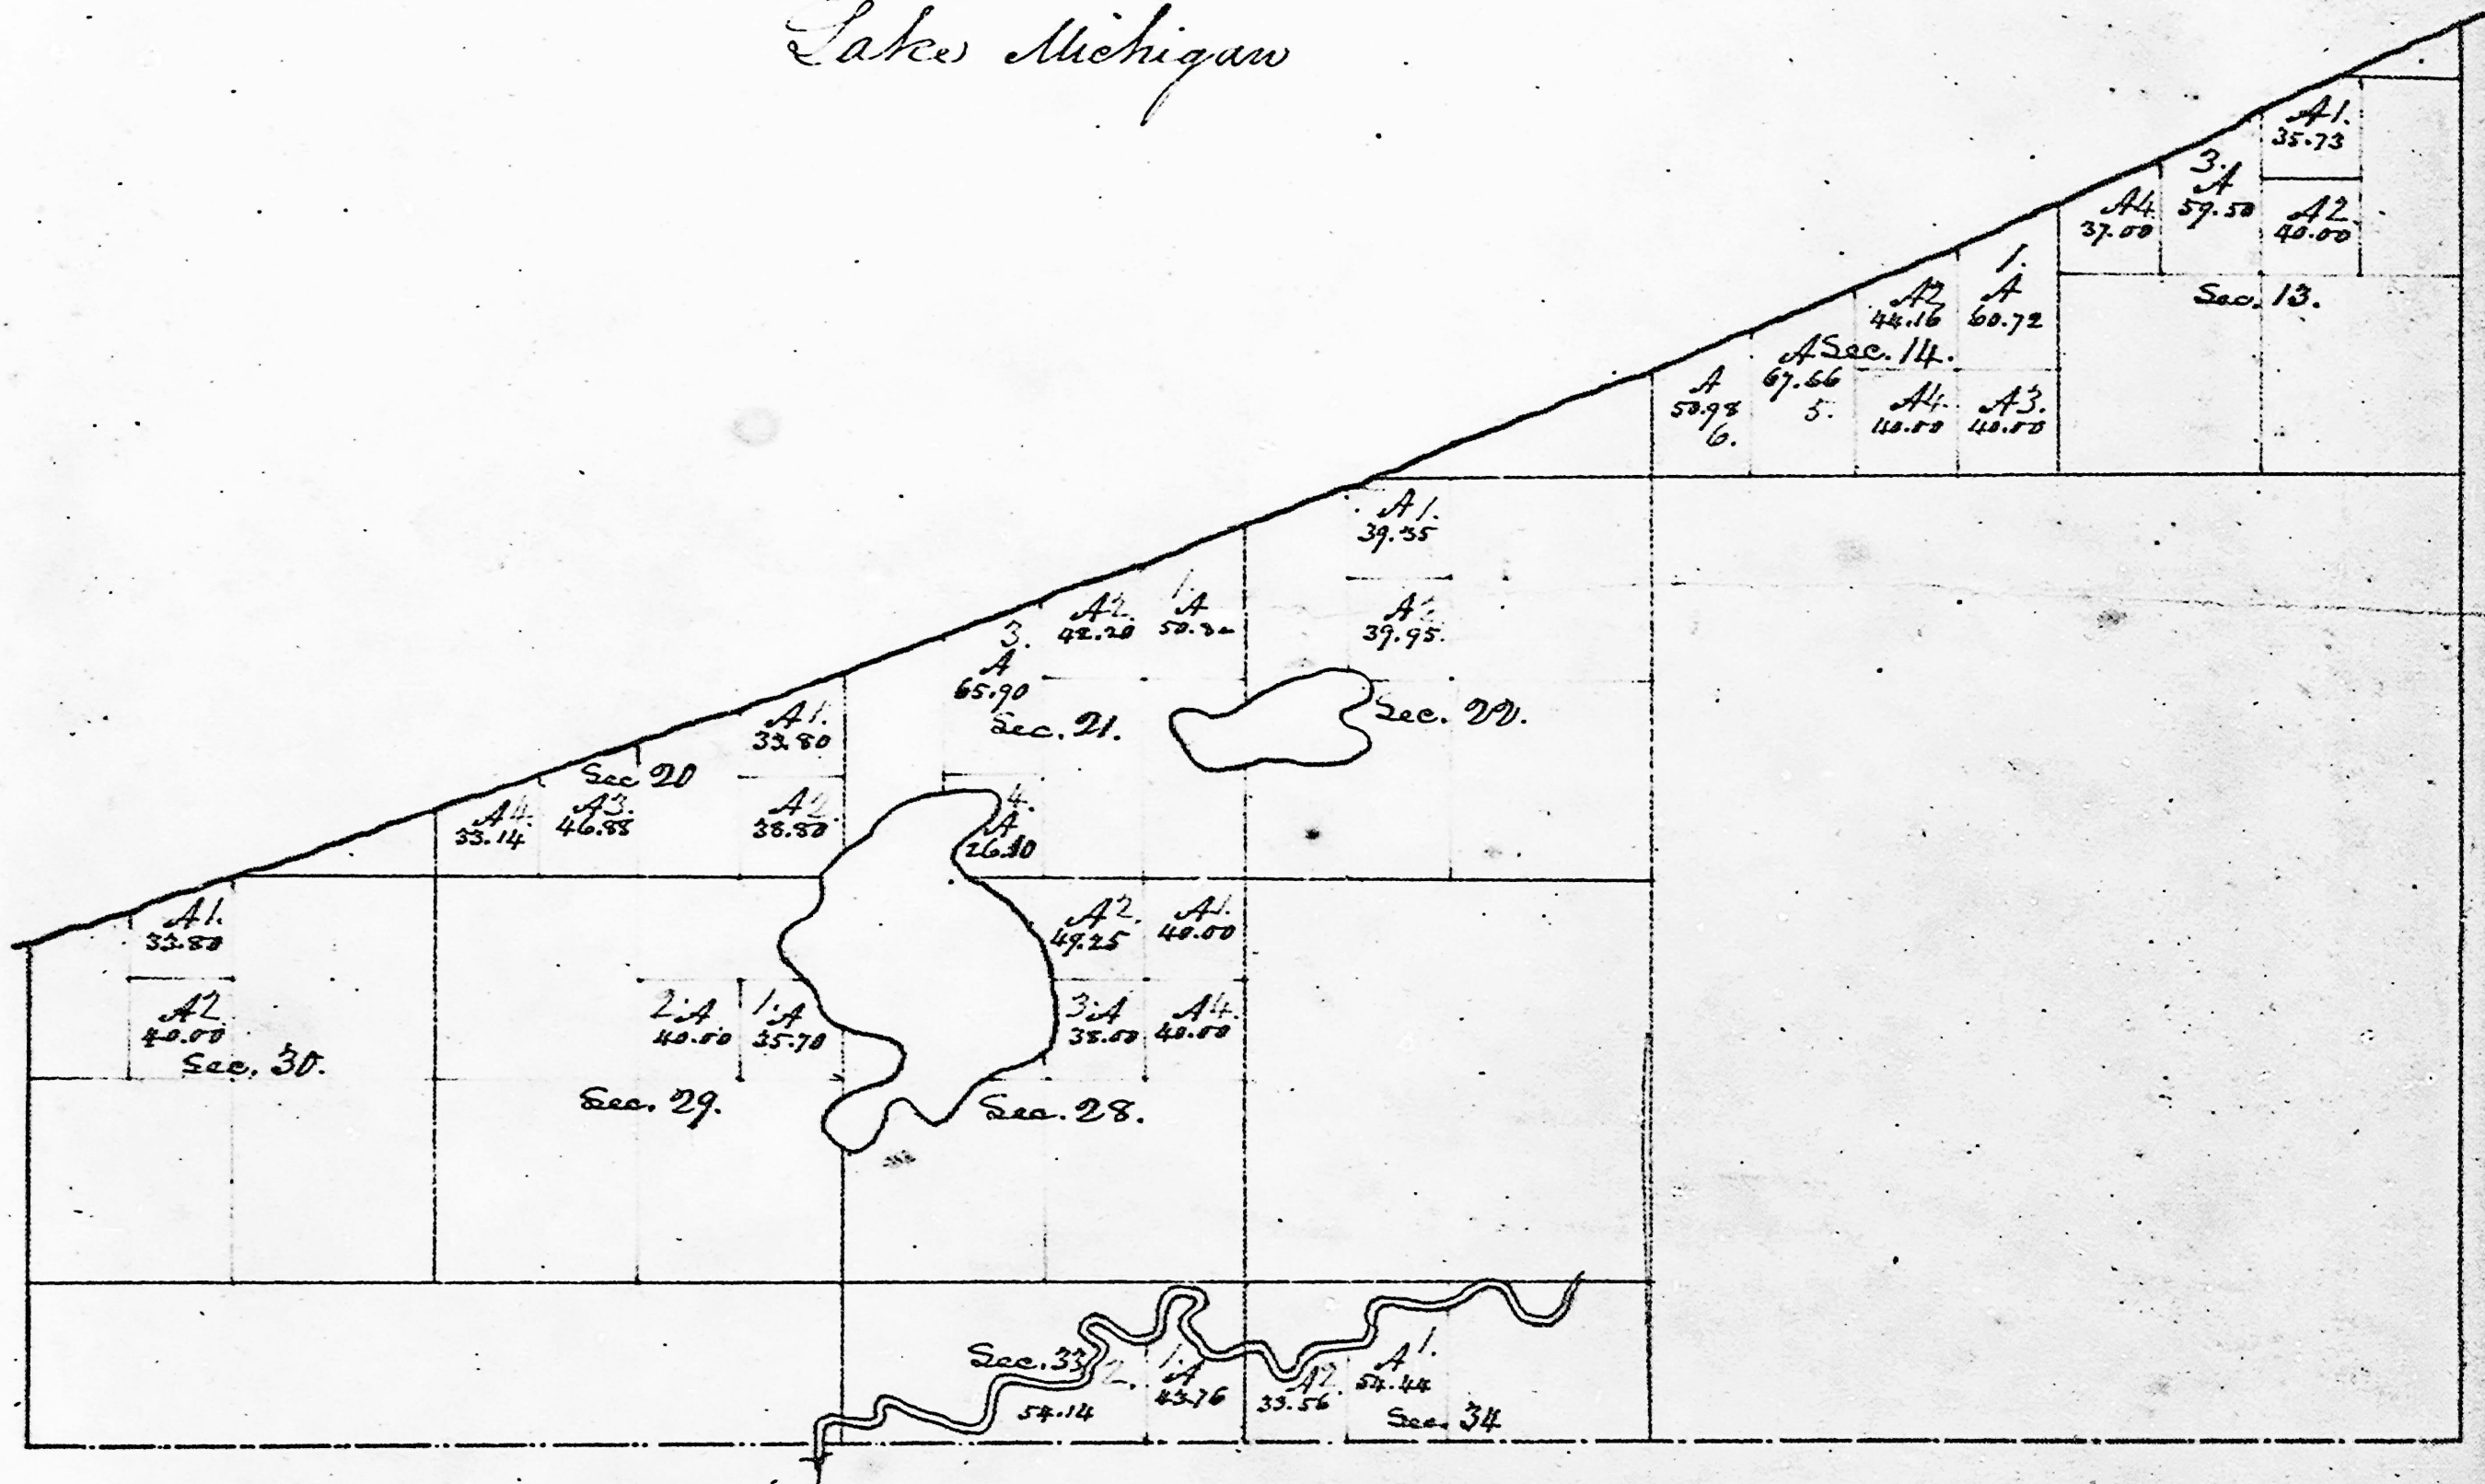 Lake Michigan
A1.
35.73
3.
A
59.50
A4.
37.00
A2.
40.00
Sec. 13.
1.
A
60.72
A2.
44.16
A
67.66
5.
Sec. 14.
A
50.98
6.
A4.
40.00
A3.
40.00
A1.
39.35
39.95.
Sec. 22.
1.
A
A2.
42.20
3.
A
65.90
Sec. 21.
4.
A
26.10
A1.
33.80
Sec 20
A4.
33.14
A3.
46.88
A2.
38.80
A1.
33.80
A2.
40.00
Sec. 30.
2. A
40.00
1. A
35.70
Sec. 29.
A2.
49.25
A1.
40.00
3. A
38.00
A4.
40.00
Sec. 28.
Sec. 33
2.
54.14
1.
A
43.76
A2.
33.56
A 1.
54.44
Sec. 34